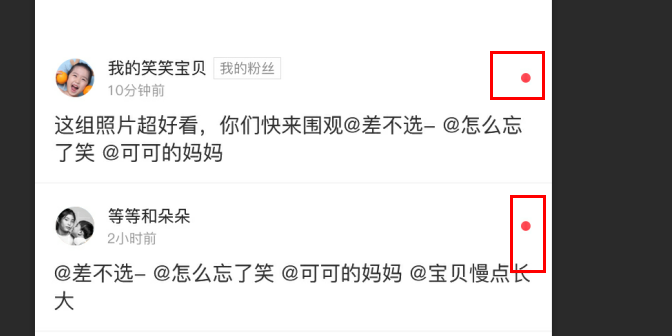 我的笑笑宝贝 我的粉丝
10分钟前
这组照片超好看，你们快来围观@差不选- @怎么忘
了笑 @可可的妈妈
等等和朵朵
2小时前
@差不选- @怎么忘了笑 @可可的妈妈 @宝贝慢点长
大